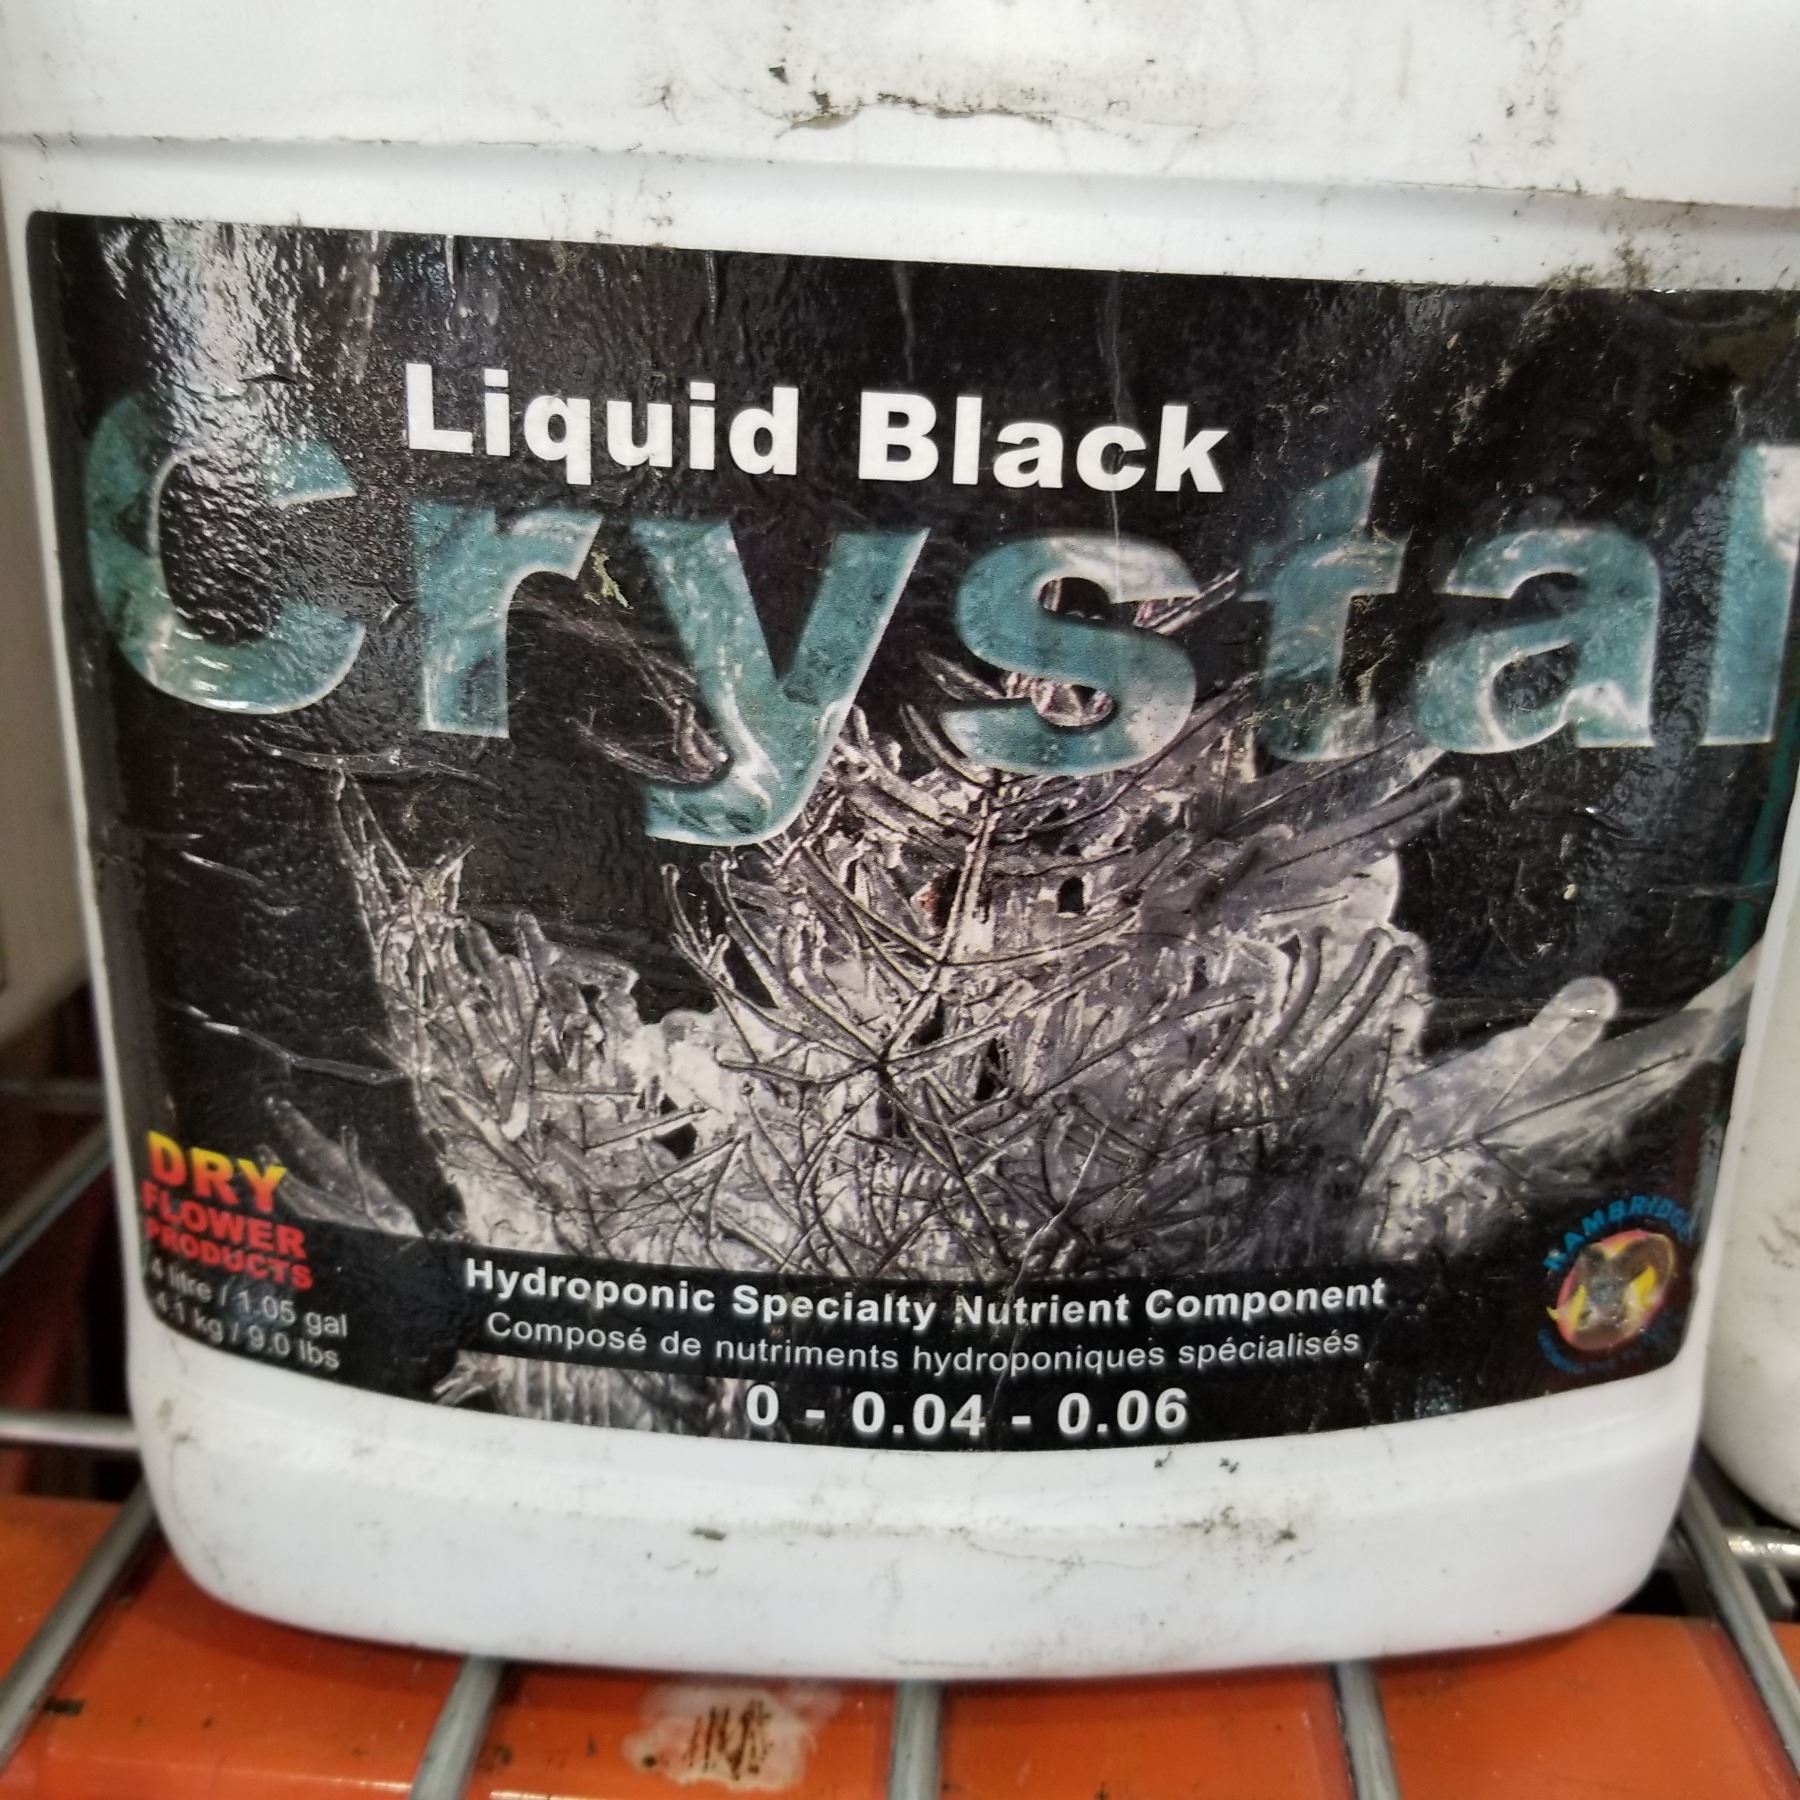 Liquid Black
Crystal
DRY
FLOWER
PRODUCTS
4 litre / 1.05 gal
4.1 kg / 9.0 lbs
Hydroponic Specialty Nutrient Component
Composé de nutriments hydroponiques spécialisés
0 - 0.04 - 0.06